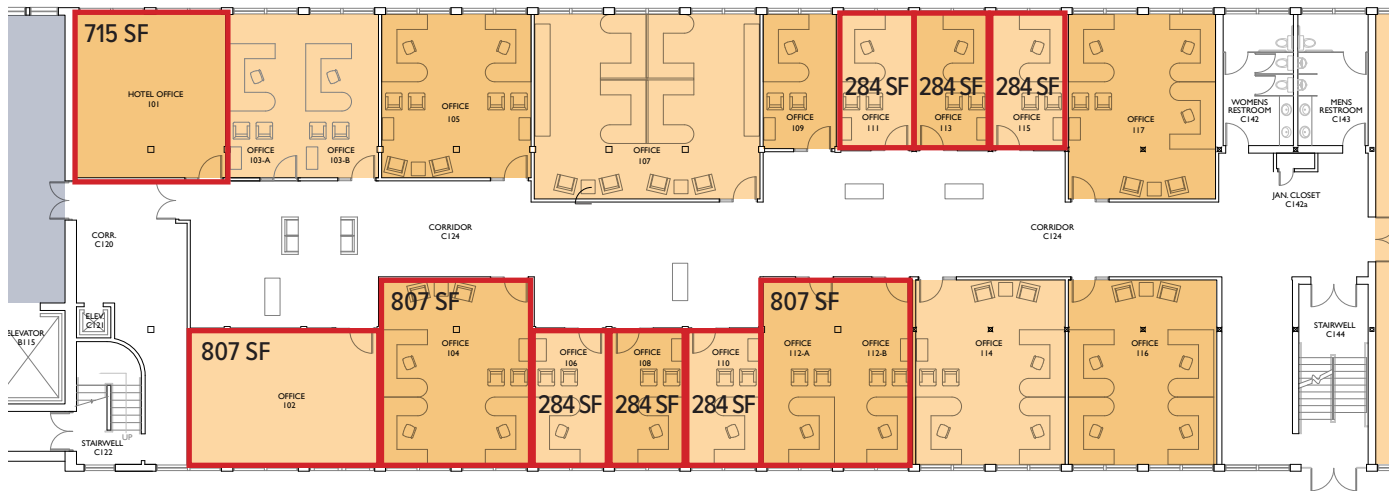 715 SF
HOTEL OFFICE
101
OFFICE
103-A
OFFICE
103-B
OFFICE
105
OFFICE
107
OFFICE
109
284 SF
OFFICE
111
284 SF
OFFICE
113
284 SF
OFFICE
115
OFFICE
117
WOMENS
RESTROOM
C142
MENS
RESTROOM
C143
JAN. CLOSET
C142a
CORR.
C120
CORRIDOR
C124
CORRIDOR
C124
ELEVATOR
B115
ELEV.
C121
UP
STAIRWELL
C122
807 SF
OFFICE
102
807 SF
OFFICE
104
OFFICE
106
284 SF
OFFICE
108
284 SF
OFFICE
110
284 SF
807 SF
OFFICE
112-A
OFFICE
112-B
OFFICE
114
OFFICE
116
STAIRWELL
C144